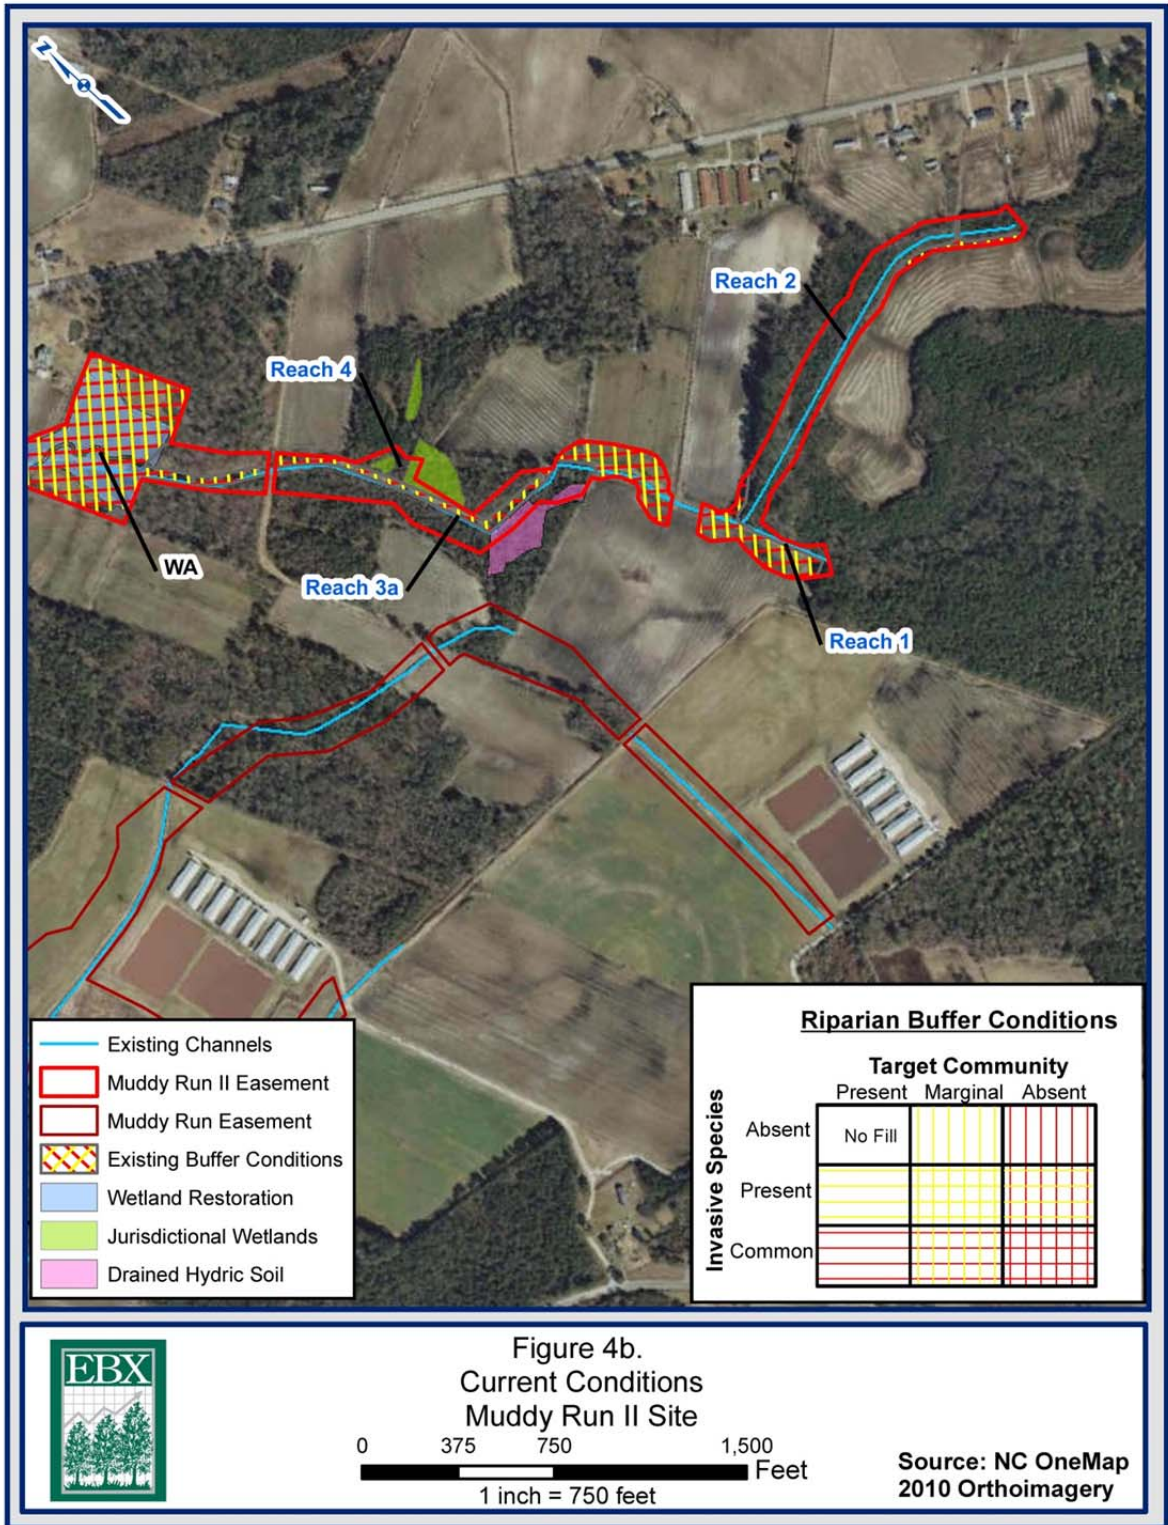 N
Reach 2
Reach 4
WA
Reach 3a
Reach 1
Existing Channels
Muddy Run II Easement
Muddy Run Easement
Existing Buffer Conditions
Wetland Restoration
Jurisdictional Wetlands
Drained Hydric Soil
Riparian Buffer Conditions
Target Community
Present Marginal Absent
Invasive Species
Absent No Fill
Present
Common
EBX
Figure 4b.
Current Conditions
Muddy Run II Site
0 375 750 1,500
Feet
1 inch = 750 feet
Source: NC OneMap
2010 Orthoimagery